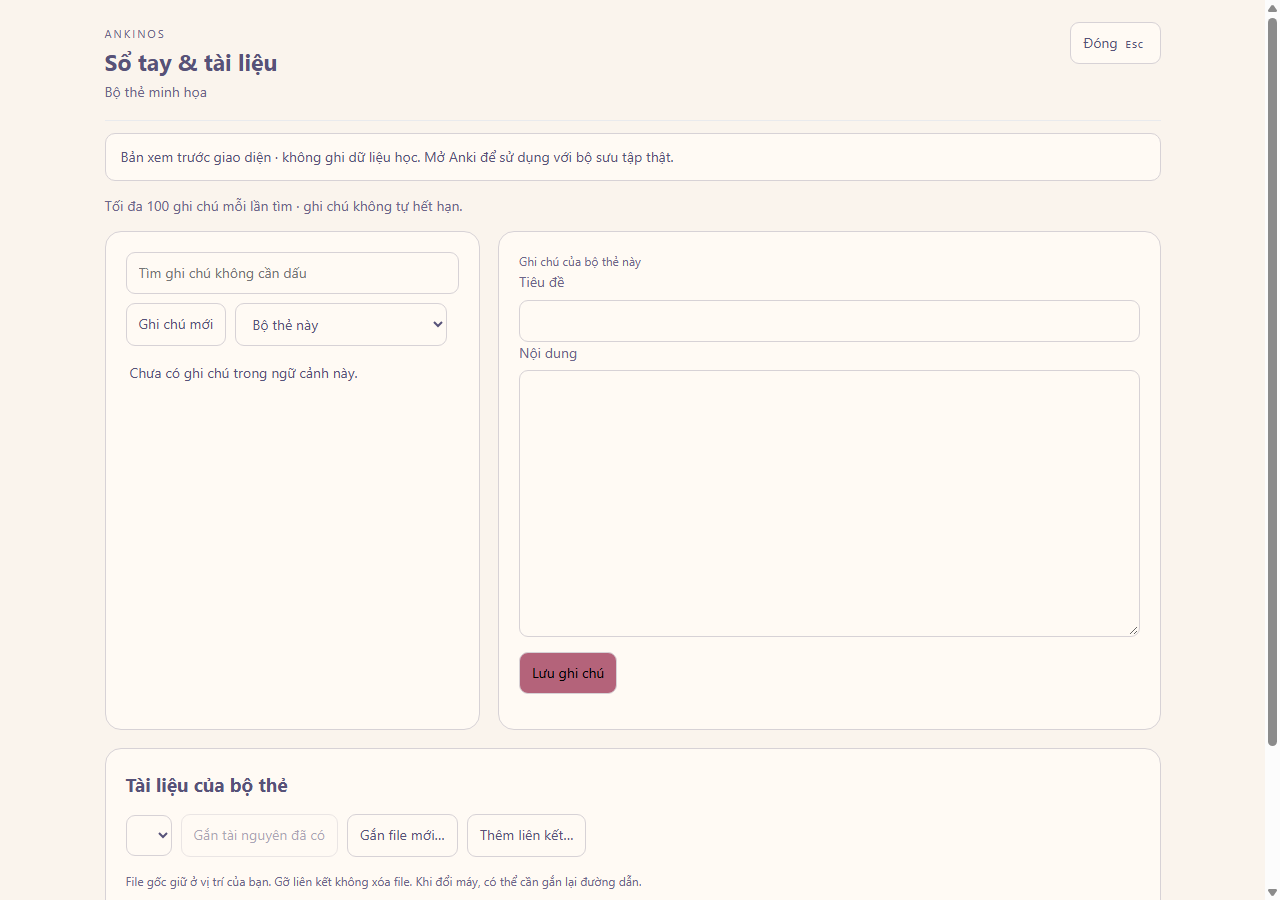 ANKINOS
Sổ tay & tài liệu
Bộ thẻ minh họa
Đóng Esc
Bản xem trước giao diện · không ghi dữ liệu học. Mở Anki để sử dụng với bộ sưu tập thật.
Tối đa 100 ghi chú mỗi lần tìm · ghi chú không tự hết hạn.
Tìm ghi chú không cần dấu
Ghi chú mới
Bộ thẻ này
Chưa có ghi chú trong ngữ cảnh này.
Ghi chú của bộ thẻ này
Tiêu đề
Nội dung
Lưu ghi chú
Tài liệu của bộ thẻ
Gắn tài nguyên đã có
Gắn file mới…
Thêm liên kết…
File gốc giữ ở vị trí của bạn. Gỡ liên kết không xóa file. Khi đổi máy, có thể cần gắn lại đường dẫn.